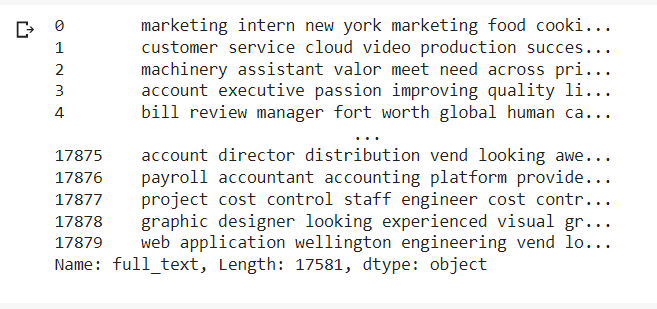 0 marketing intern new york marketing food cooki...
1 customer service cloud video production succes...
2 machinery assistant valor meet need across pri...
3 account executive passion improving quality li...
4 bill review manager fort worth global human ca...
...
17875 account director distribution vend looking awe...
17876 payroll accountant accounting platform provide...
17877 project cost control staff engineer cost contr...
17878 graphic designer looking experienced visual gr...
17879 web application wellington engineering vend lo...
Name: full_text, Length: 17581, dtype: object